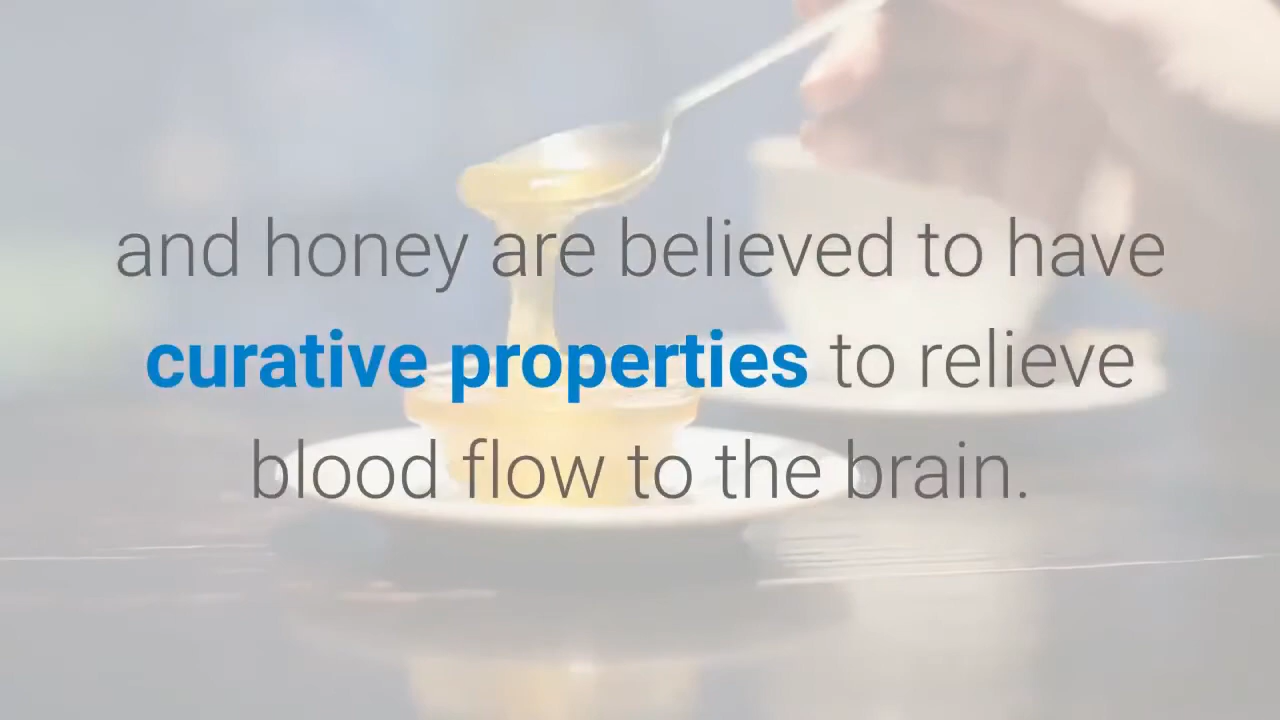 and honey are believed to have
curative properties to relieve
blood flow to the brain.